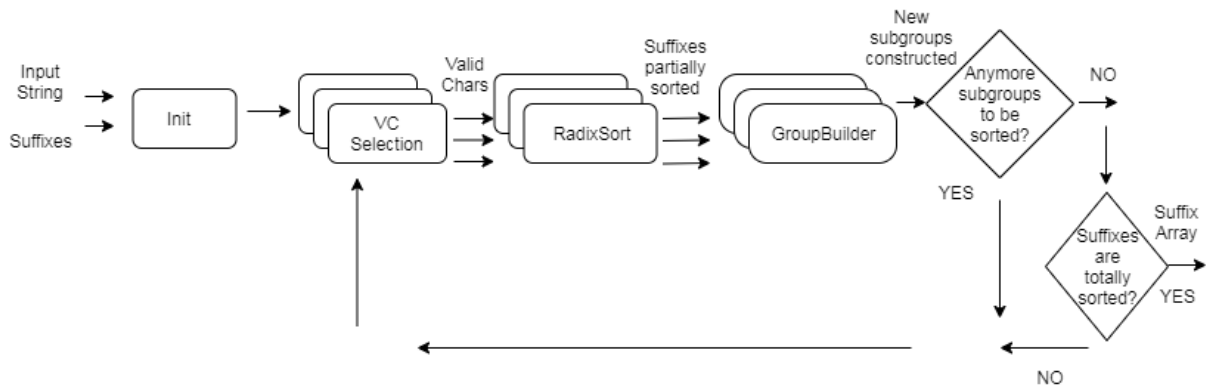 Input
String
Suffixes
Init
VC
Selection
Valid
Chars
RadixSort
Suffixes
partially
sorted
GroupBuilder
New
subgroups
constructed
Anymore
subgroups
to be
sorted?
NO
YES
Suffixes
are
totally
sorted?
Suffix
Array
YES
NO